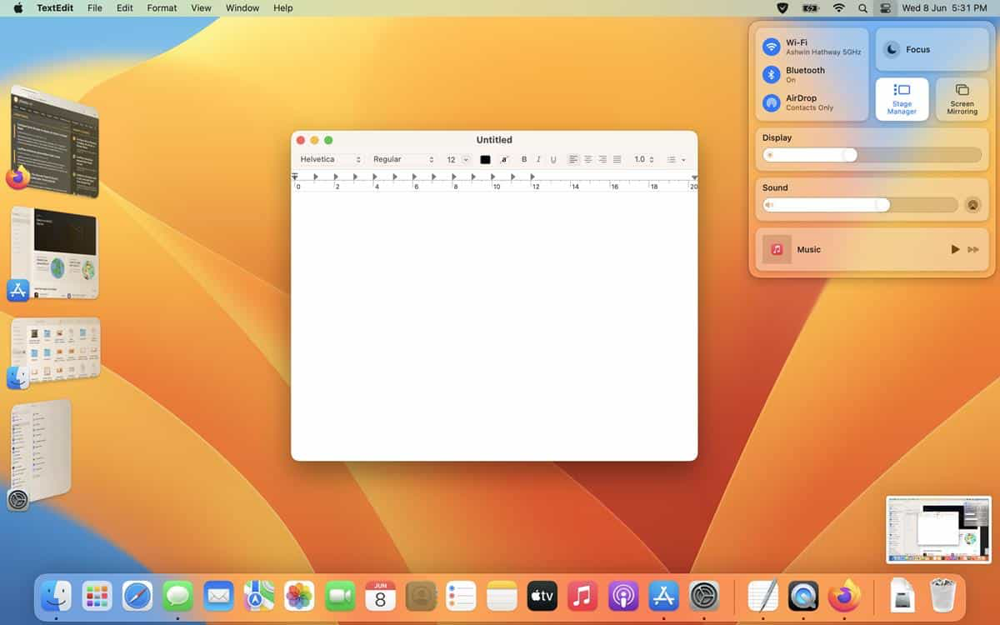 TextEdit File Edit Format View Window Help
Wed 8 Jun 5:31 PM
Wi-Fi
Ashwin Hathway 5GHz
Bluetooth
On
AirDrop
Contacts Only
Focus
Stage
Manager
Screen
Mirroring
Display
Sound
Music
Untitled
Helvetica Regular 12 a B I U 1.0
0 2 4 6 8 10 12 14 16 18 20
JUN
8
tv